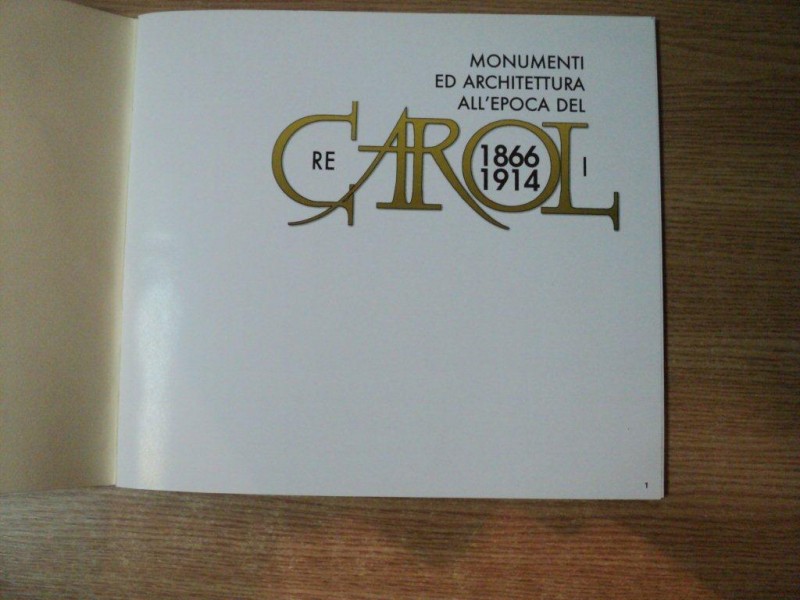 MONUMENTI
ED ARCHITETTURA
ALL'EPOCA DEL
RE CAROL I
1866
1914
1